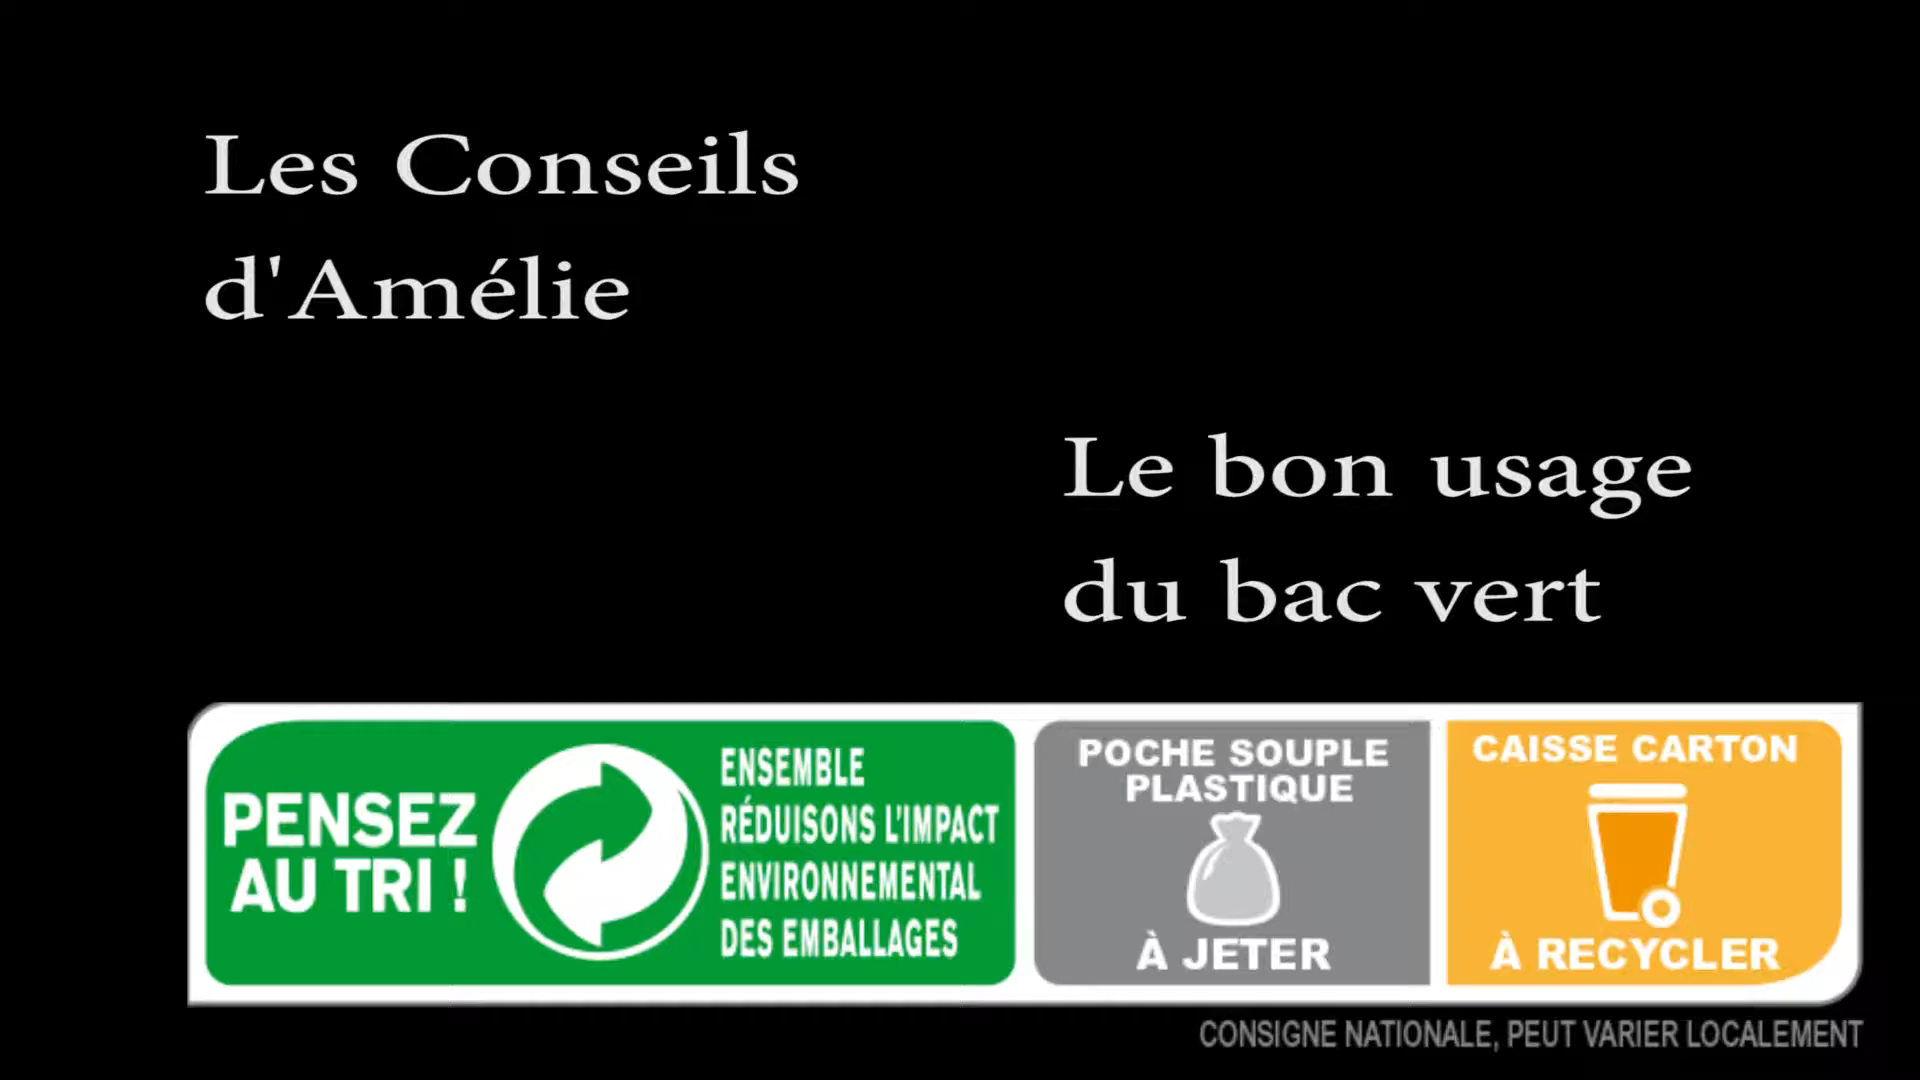 Les Conseils
d'Amélie
Le bon usage
du bac vert
PENSEZ
AU TRI !
ENSEMBLE
RÉDUISONS L'IMPACT
ENVIRONNEMENTAL
DES EMBALLAGES
POCHE SOUPLE
PLASTIQUE
À JETER
CAISSE CARTON
À RECYCLER
CONSIGNE NATIONALE, PEUT VARIER LOCALEMENT